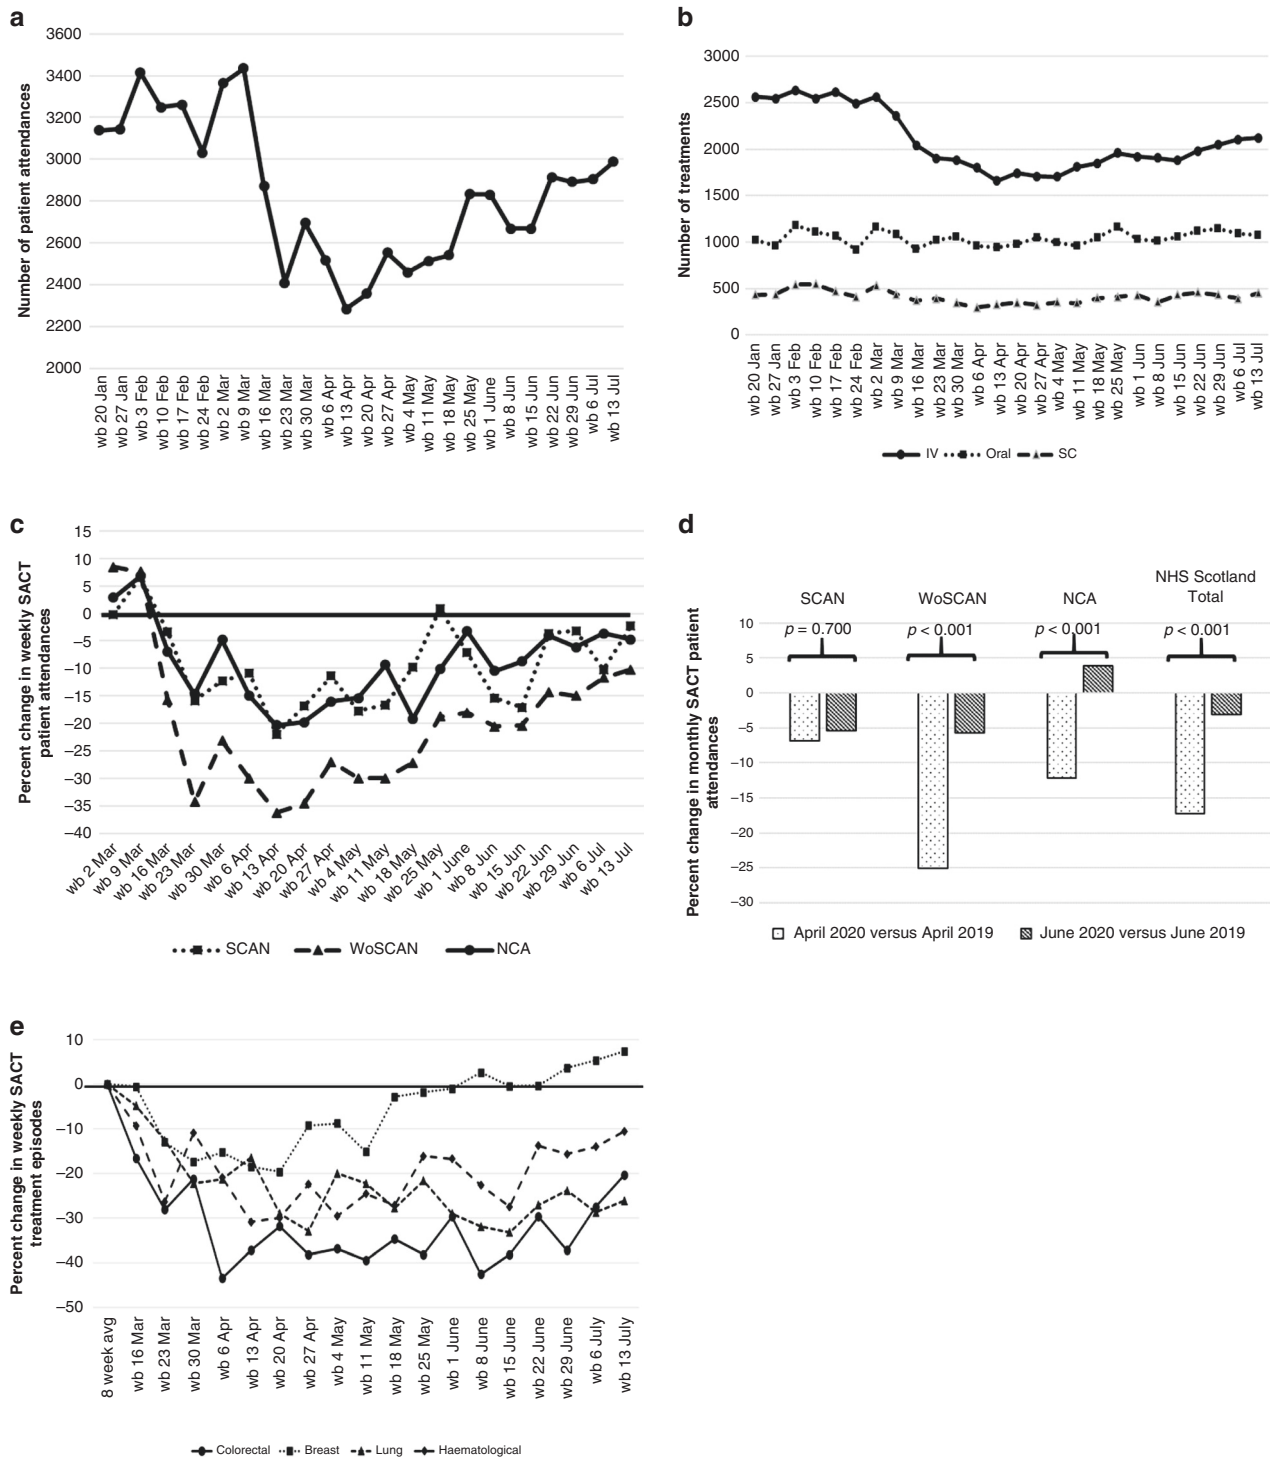 a
Number of patient attendances
3600
3400
3200
3000
2800
2600
2400
2200
2000
wb 20 Jan
wb 27 Jan
wb 3 Feb
wb 10 Feb
wb 17 Feb
wb 24 Feb
wb 2 Mar
wb 9 Mar
wb 16 Mar
wb 23 Mar
wb 30 Mar
wb 6 Apr
wb 13 Apr
wb 20 Apr
wb 27 Apr
wb 4 May
wb 11 May
wb 18 May
wb 25 May
wb 1 June
wb 8 Jun
wb 15 Jun
wb 22 Jun
wb 29 Jun
wb 6 Jul
wb 13 Jul
b
Number of treatments
3000
2500
2000
1500
1000
500
0
wb 20 Jan
wb 27 Jan
wb 3 Feb
wb 10 Feb
wb 17 Feb
wb 24 Feb
wb 2 Mar
wb 9 Mar
wb 16 Mar
wb 23 Mar
wb 30 Mar
wb 6 Apr
wb 13 Apr
wb 20 Apr
wb 27 Apr
wb 4 May
wb 11 May
wb 18 May
wb 25 May
wb 1 Jun
wb 8 Jun
wb 15 Jun
wb 22 Jun
wb 29 Jun
wb 6 Jul
wb 13 Jul
IV Oral SC
c
Percent change in weekly SACT
patient attendances
15
10
5
0
−5
−10
−15
−20
−25
−30
−35
−40
wb 2 Mar
wb 9 Mar
wb 16 Mar
wb 23 Mar
wb 30 Mar
wb 6 Apr
wb 13 Apr
wb 20 Apr
wb 27 Apr
wb 4 May
wb 11 May
wb 18 May
wb 25 May
wb 1 June
wb 8 Jun
wb 15 Jun
wb 22 Jun
wb 29 Jun
wb 6 Jul
wb 13 Jul
SCAN WoSCAN NCA
d
Percent change in monthly SACT patient
attendances
10
5
0
−5
−10
−15
−20
−25
−30
SCAN
p = 0.700
WoSCAN
p < 0.001
NCA
p < 0.001
NHS Scotland
Total
p < 0.001
April 2020 versus April 2019 June 2020 versus June 2019
e
Percent change in weekly SACT
treatment episodes
10
0
−10
−20
−30
−40
−50
8 week avg
wb 16 Mar
wb 23 Mar
wb 30 Mar
wb 6 Apr
wb 13 Apr
wb 20 Apr
wb 27 Apr
wb 4 May
wb 11 May
wb 18 May
wb 25 May
wb 1 June
wb 8 June
wb 15 June
wb 22 June
wb 29 June
wb 6 July
wb 13 July
Colorectal Breast Lung Haematological